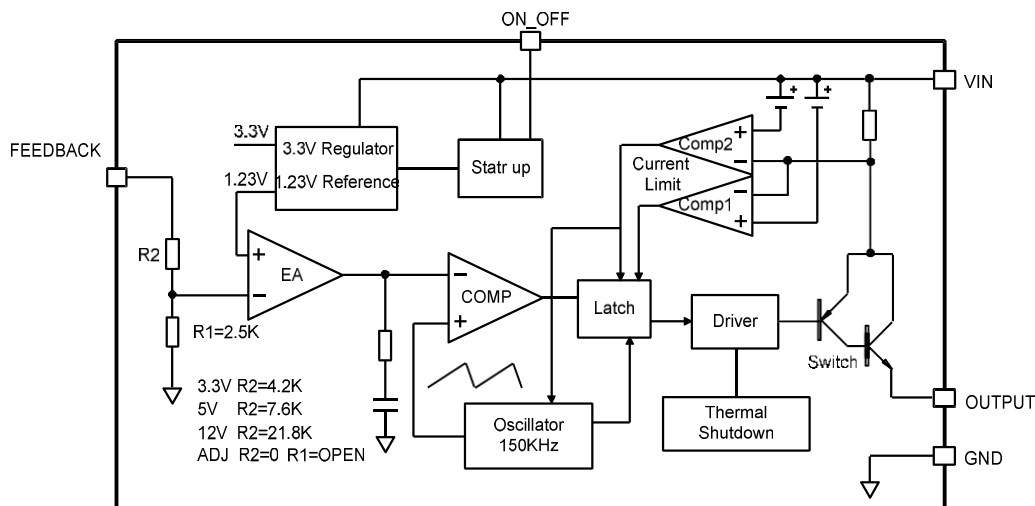 ON_OFF
VIN
FEEDBACK
3.3V
3.3V Regulator
1.23V
1.23V Reference
Statr up
Comp2
Current
Limit
Comp1
R2
EA
COMP
Latch
Driver
R1=2.5K
Switch
3.3V R2=4.2K
5V R2=7.6K
12V R2=21.8K
ADJ R2=0 R1=OPEN
Oscillator
150KHz
Thermal
Shutdown
OUTPUT
GND